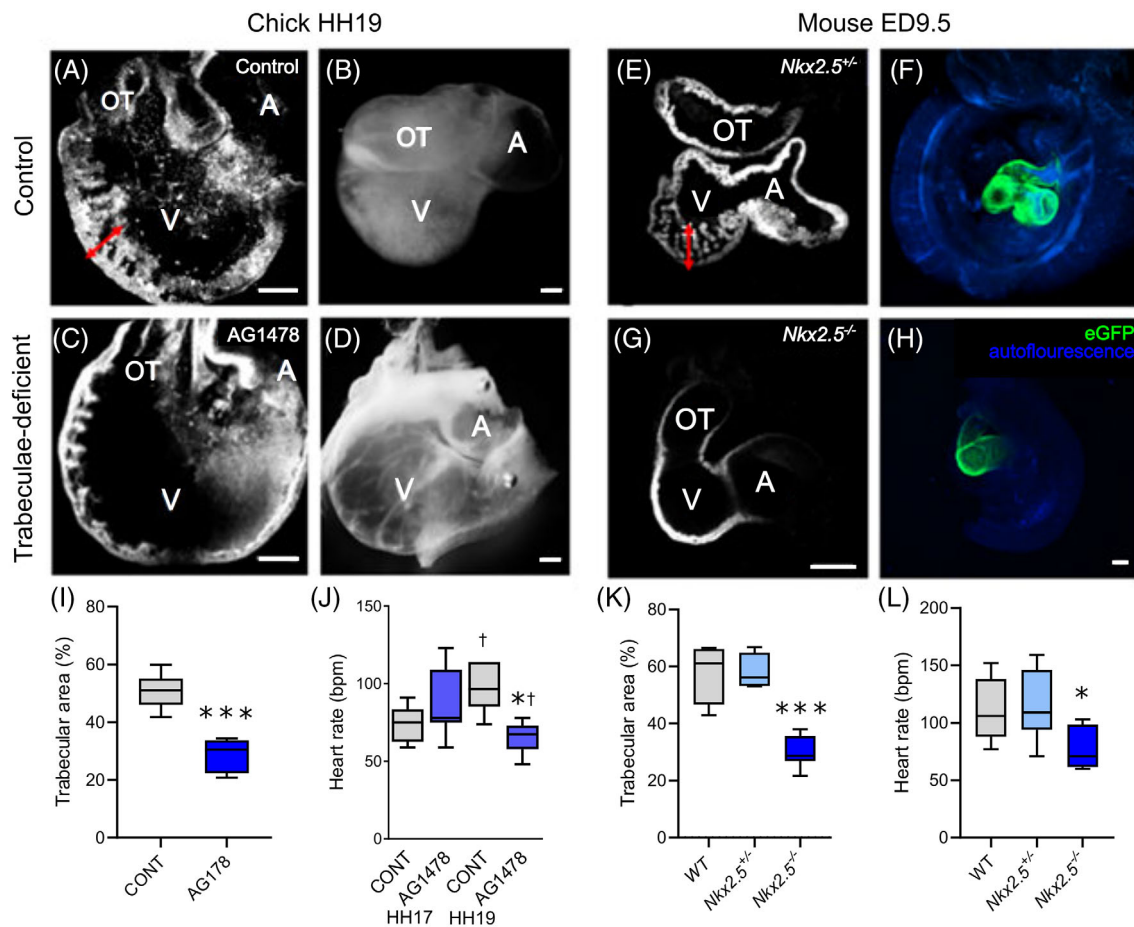 Chick HH19
Mouse ED9.5
Control
(A) Control
OT
A
V
(B)
OT
A
V
(E) Nkx2.5+/-
OT
V
A
(F)
Trabeculae-deficient
(C) AG1478
OT
A
V
(D)
A
V
(G) Nkx2.5-/-
OT
V
A
(H)
eGFP
autoflourescence
(I)
Trabecular area (%)
80
60
40
20
0
***
CONT
AG178
(J)
Heart rate (bpm)
150
100
50
0
†
*†
CONT
AG1478
CONT
AG1478
HH17
HH19
(K)
Trabecular area (%)
80
60
40
20
0
***
WT
Nkx2.5+/-
Nkx2.5-/-
(L)
Heart rate (bpm)
200
150
100
50
0
*
WT
Nkx2.5+/-
Nkx2.5-/-